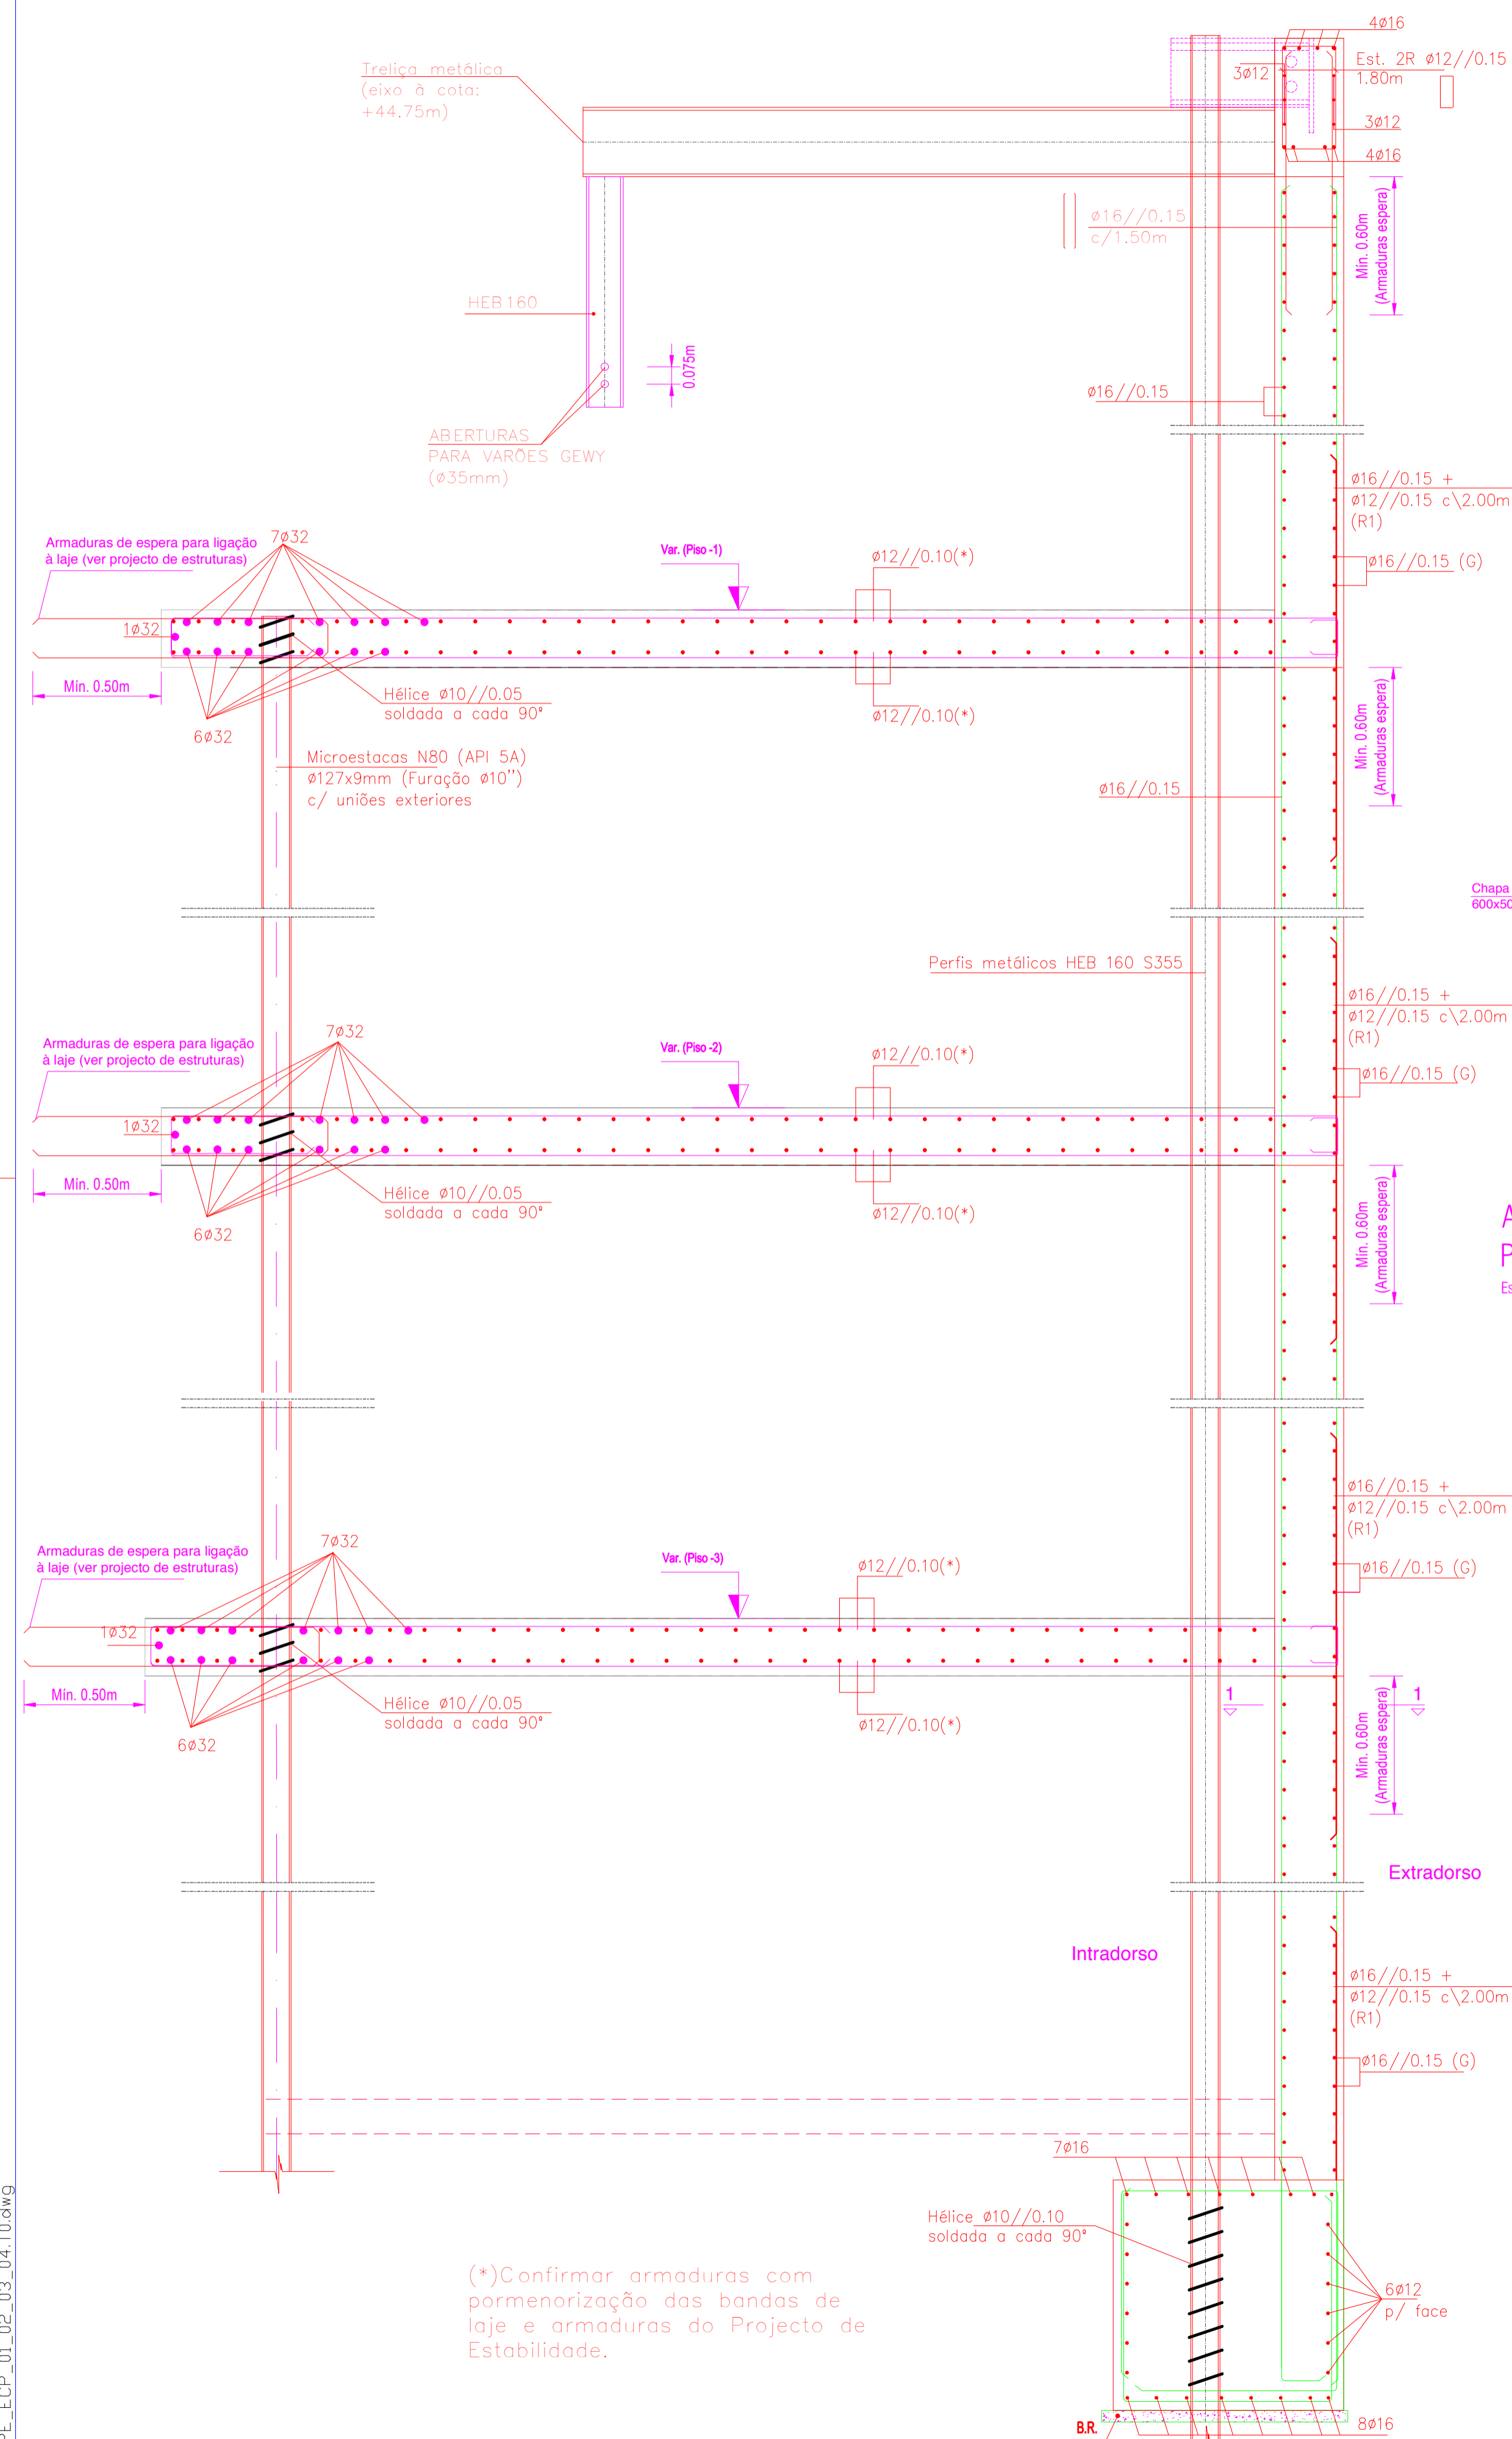 4ø16
Treliça metálica
(eixo à cota:
+44.75m)
3ø12
Est. 2R ø12//0.15
1.80m
3ø12
4ø16
ø16//0.15
c/1.50m
Mín. 0.60m
(Armaduras espera)
HEB160
0.075m
ø16//0.15
ABERTURAS
PARA VARÕES GEWY
(ø35mm)
ø16//0.15 +
ø12//0.15 c\2.00m
(R1)
Armaduras de espera para ligação
à laje (ver projecto de estruturas)
7ø32
Var. (Piso -1)
ø12//0.10(*)
ø16//0.15 (G)
1ø32
Mín. 0.50m
Hélice ø10//0.05
soldada a cada 90°
6ø32
ø12//0.10(*)
Mín. 0.60m
(Armaduras espera)
Microestacas N80 (API 5A)
ø127x9mm (Furação ø10")
c/ uniões exteriores
ø16//0.15
Chapa
600x50
Perfis metálicos HEB 160 S355
ø16//0.15 +
ø12//0.15 c\2.00m
(R1)
Armaduras de espera para ligação
à laje (ver projecto de estruturas)
7ø32
Var. (Piso -2)
ø12//0.10(*)
ø16//0.15 (G)
1ø32
Mín. 0.50m
Hélice ø10//0.05
soldada a cada 90°
6ø32
ø12//0.10(*)
Mín. 0.60m
(Armaduras espera)
A
P
Es
ø16//0.15 +
ø12//0.15 c\2.00m
(R1)
Armaduras de espera para ligação
à laje (ver projecto de estruturas)
7ø32
Var. (Piso -3)
ø12//0.10(*)
ø16//0.15 (G)
1ø32
Mín. 0.50m
Hélice ø10//0.05
soldada a cada 90°
6ø32
ø12//0.10(*)
1
1
Mín. 0.60m
(Armaduras espera)
Extradorso
Intradorso
ø16//0.15 +
ø12//0.15 c\2.00m
(R1)
ø16//0.15 (G)
7ø16
Hélice ø10//0.10
soldada a cada 90°
(*)Confirmar armaduras com
pormenorização das bandas de
laje e armaduras do Projecto de
Estabilidade.
6ø12
p/ face
B.R.
8ø16
PE_ECP_01_02_03_04.10.dwg